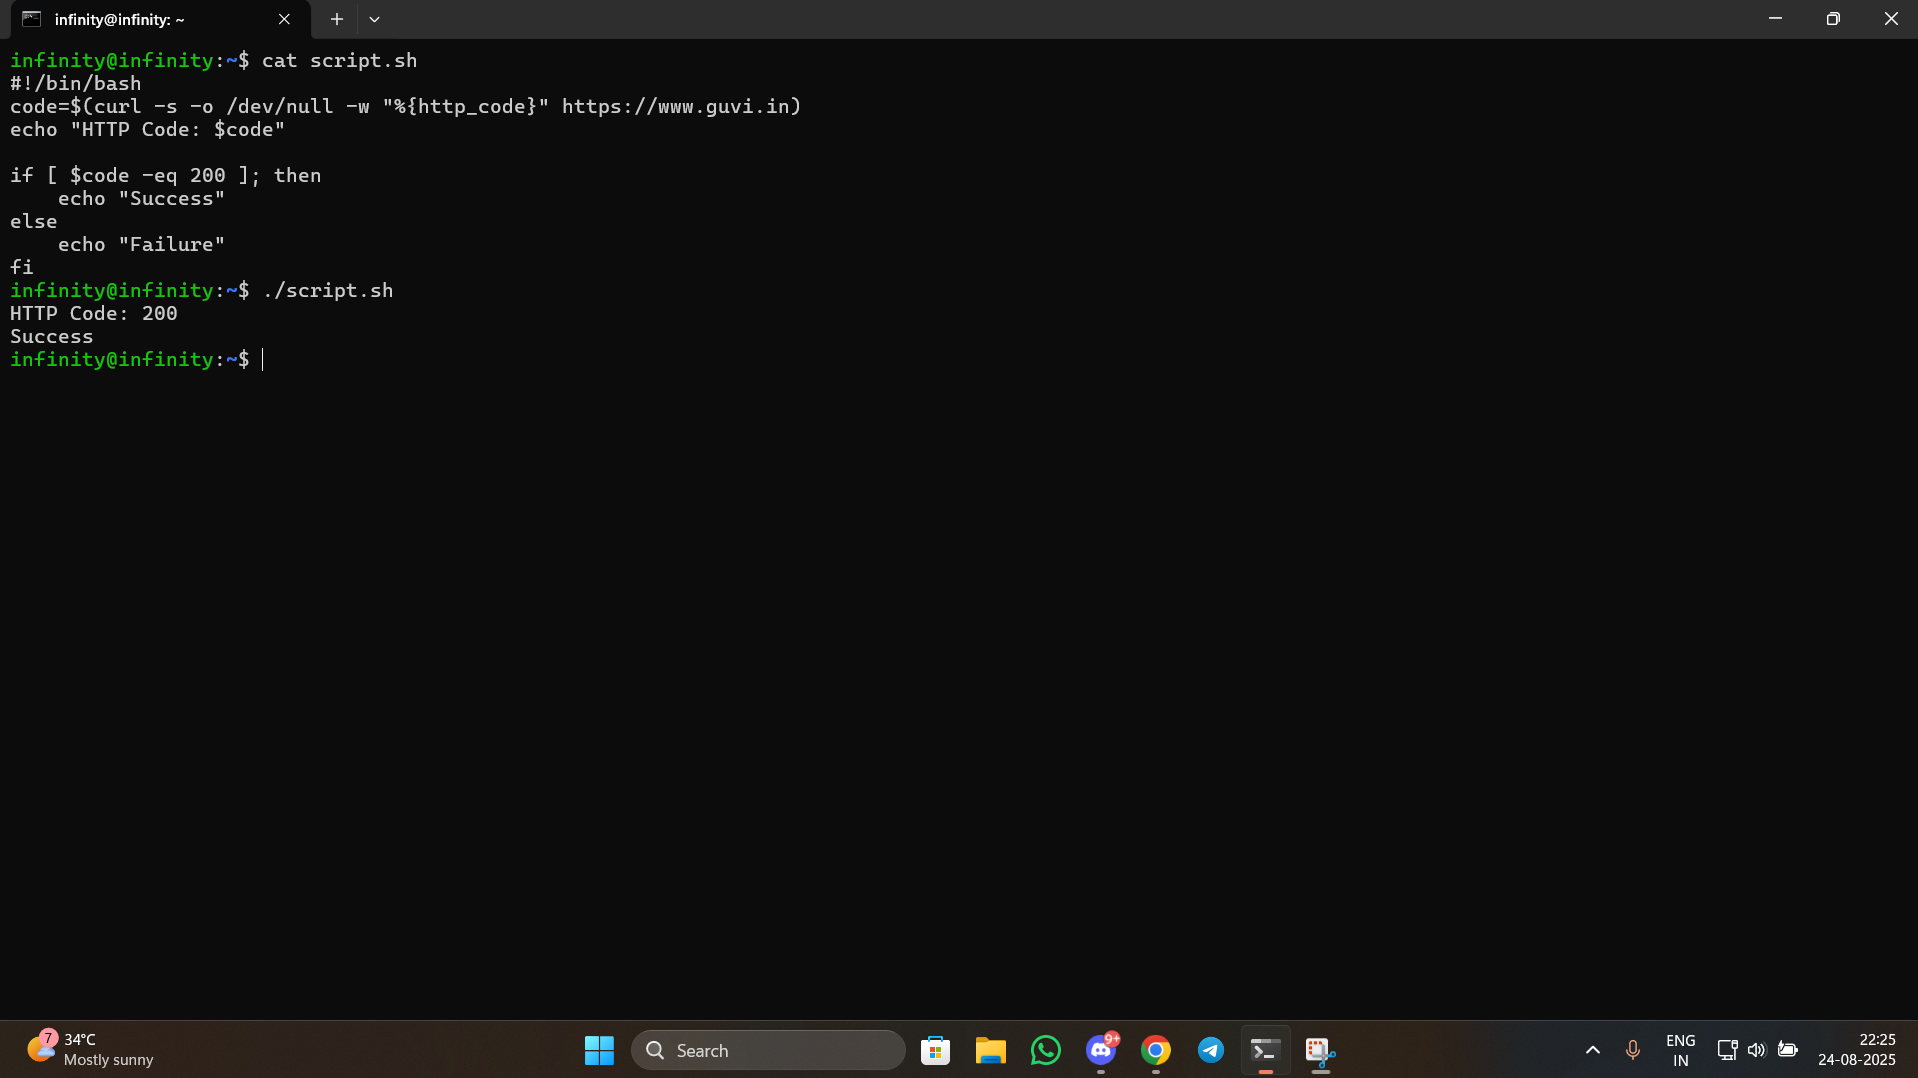 infinity@infinity: ~
infinity@infinity:~$ cat script.sh
#!/bin/bash
code=$(curl -s -o /dev/null -w "%{http_code}" https://www.guvi.in)
echo "HTTP Code: $code"

if [ $code -eq 200 ]; then
    echo "Success"
else
    echo "Failure"
fi
infinity@infinity:~$ ./script.sh
HTTP Code: 200
Success
infinity@infinity:~$
7
34°C
Mostly sunny
Search
9+
ENG
IN
22:25
24-08-2025